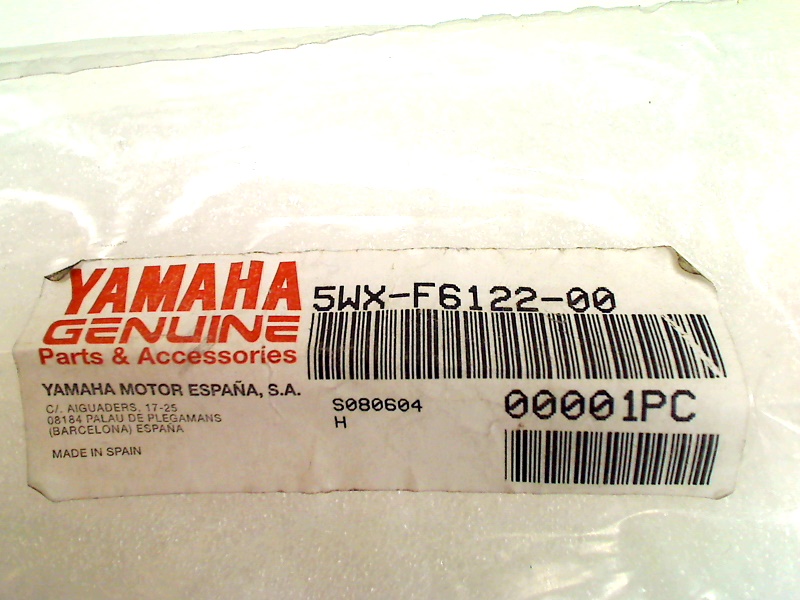 YAMAHA
GENUINE
Parts & Accessories
YAMAHA MOTOR ESPAÑA, S.A.
C/. AIGUADERS, 17-25
08184 PALAU DE PLEGAMANS
(BARCELONA) ESPAÑA
MADE IN SPAIN
5WX-F6122-00
S080604
H
00001PC